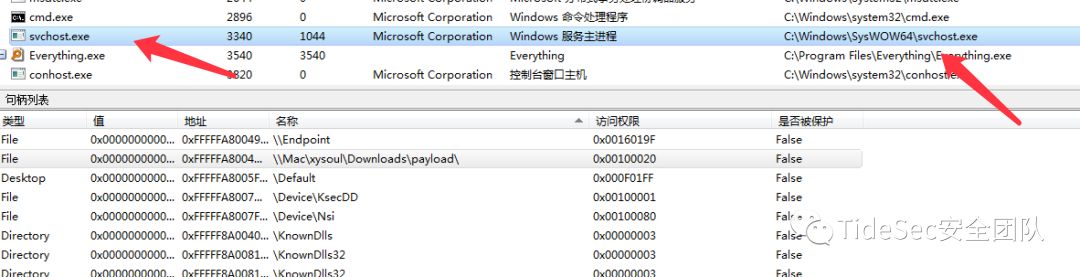 cmd.exe 2896 0 Microsoft Corporation Windows 命令处理程序 C:\Windows\system32\cmd.exe
svchost.exe 3340 1044 Microsoft Corporation Windows 服务主进程 C:\Windows\SysWOW64\svchost.exe
Everything.exe 3540 3540 Everything C:\Program Files\Everything\Everything.exe
conhost.exe 0 Microsoft Corporation 控制台窗口主机
句柄列表
类型 值 地址 名称 访问权限 是否被保护
File 0x0000000000... 0xFFFFFA80049... \\Endpoint 0x0016019F False
File 0x0000000000... 0xFFFFFA8004... \\Mac\xysoul\Downloads\payload\ 0x00100020 False
Desktop 0x0000000000... 0xFFFFFA8005F... \Default 0x000F01FF False
File 0x0000000000... 0xFFFFFA8007... \Device\KsecDD 0x00100001 False
File 0x0000000000... 0xFFFFFA8007F... \Device\Nsi 0x00100080 False
Directory 0x0000000000... 0xFFFFF8A0040... \KnownDlls 0x00000003
Directory 0x0000000000... 0xFFFFF8A0081... \KnownDlls32 0x00000003 False
Directory 0x0000000000... 0xFFFFF8A0081... \KnownDlls32 0x00000003 False
TideSec安全团队